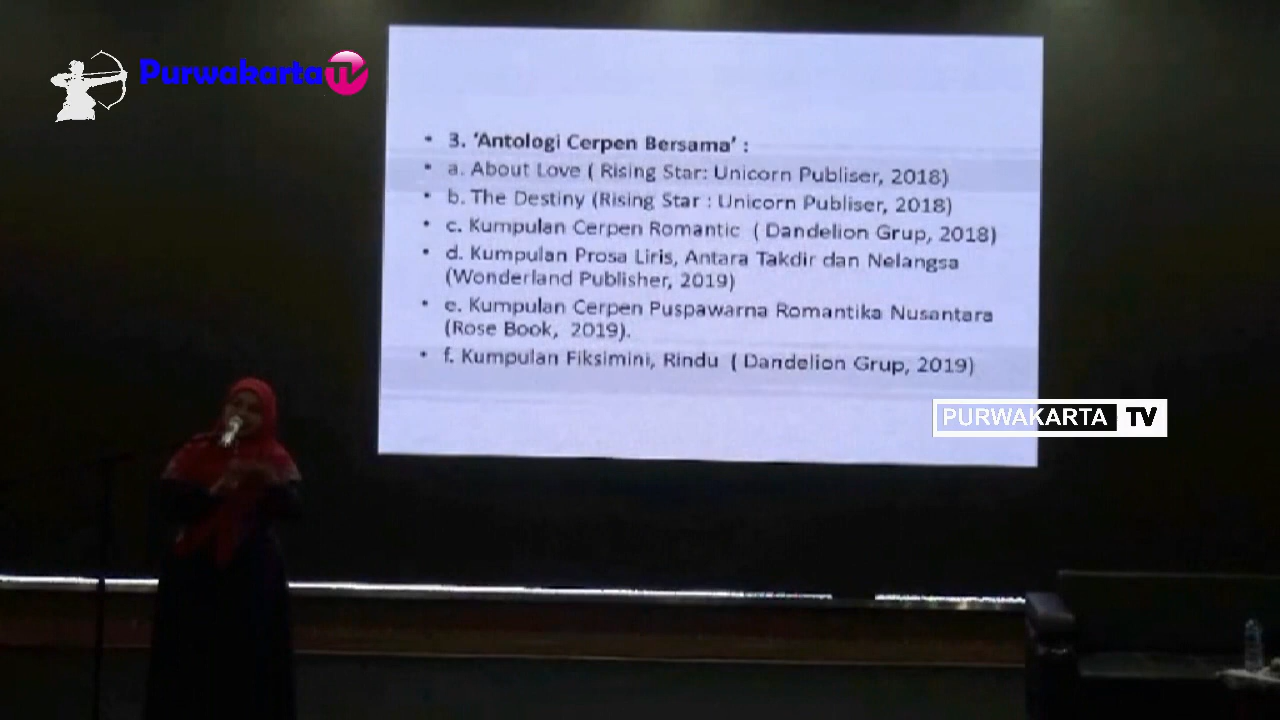 PurwakartaTV
• 3. ‘Antologi Cerpen Bersama’ :
• a. About Love ( Rising Star: Unicorn Publiser, 2018)
• b. The Destiny (Rising Star : Unicorn Publiser, 2018)
• c. Kumpulan Cerpen Romantic ( Dandelion Grup, 2018)
• d. Kumpulan Prosa Liris, Antara Takdir dan Nelangsa
(Wonderland Publisher, 2019)
• e. Kumpulan Cerpen Puspawarna Romantika Nusantara
(Rose Book, 2019).
• f. Kumpulan Fiksimini, Rindu ( Dandelion Grup, 2019)
PURWAKARTA TV